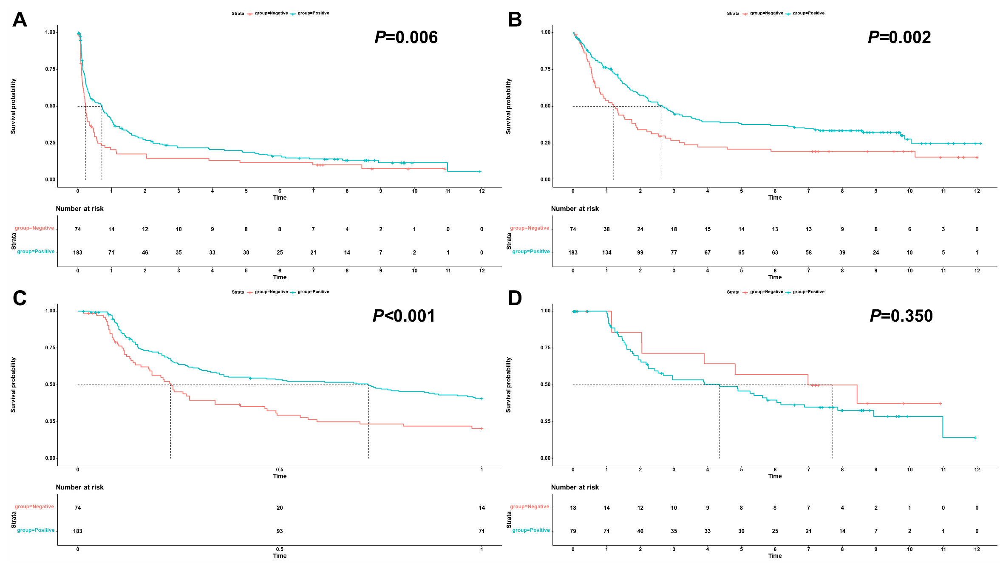 A
Strata group=Negative group=Positive
P=0.006
1.00
0.75
0.50
0.25
0.00
Survival probability
0 1 2 3 4 5 6 7 8 9 10 11 12
Time
Number at risk
Strata
group=Negative 74 14 12 10 9 8 8 7 4 2 1 0 0
group=Positive 183 71 46 35 33 30 25 21 14 7 2 1 0
0 1 2 3 4 5 6 7 8 9 10 11 12
Time
B
Strata group=Negative group=Positive
P=0.002
1.00
0.75
0.50
0.25
0.00
Survival probability
0 1 2 3 4 5 6 7 8 9 10 11 12
Time
Number at risk
Strata
group=Negative 74 38 24 18 15 14 13 13 9 8 6 3 0
group=Positive 183 134 99 77 67 65 63 58 39 24 10 5 1
0 1 2 3 4 5 6 7 8 9 10 11 12
Time
C
Strata group=Negative group=Positive
P<0.001
1.00
0.75
0.50
0.25
0.00
Survival probability
0 0.5 1
Time
Number at risk
Strata
group=Negative 74 20 14
group=Positive 183 93 71
0 0.5 1
Time
D
Strata group=Negative group=Positive
P=0.350
1.00
0.75
0.50
0.25
0.00
Survival probability
0 1 2 3 4 5 6 7 8 9 10 11 12
Time
Number at risk
Strata
group=Negative 18 14 12 10 9 8 8 7 4 2 1 0 0
group=Positive 79 71 46 35 33 30 25 21 14 7 2 1 0
0 1 2 3 4 5 6 7 8 9 10 11 12
Time